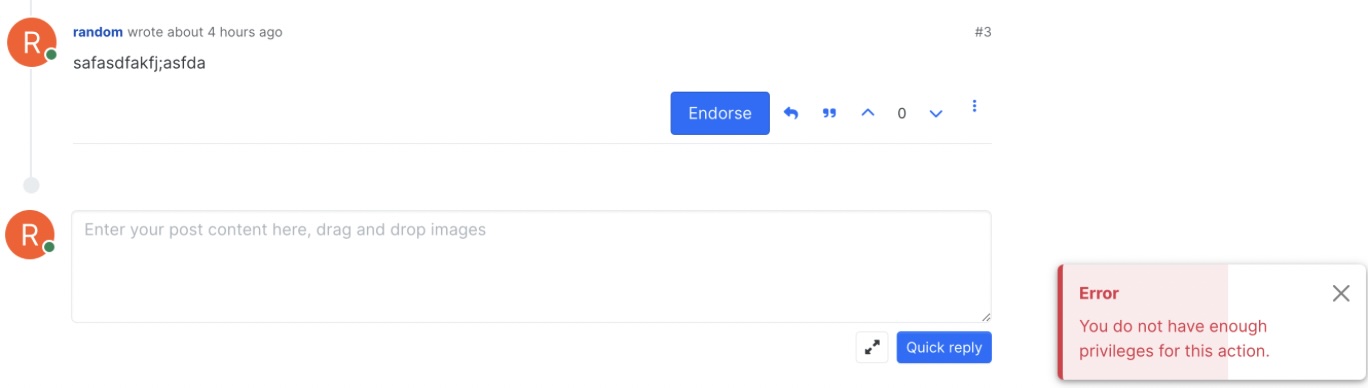 R
random wrote about 4 hours ago #3
safasdfakfj;asfda
Endorse 0
R
Enter your post content here, drag and drop images
Quick reply
Error
You do not have enough
privileges for this action.